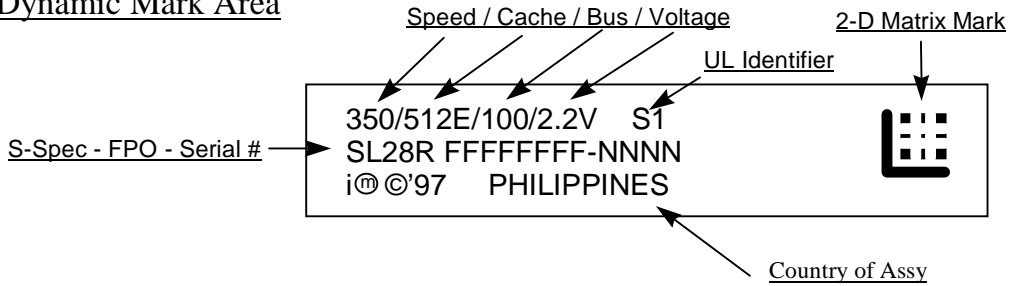 Dynamic Mark Area
Speed / Cache / Bus / Voltage
2-D Matrix Mark
UL Identifier
350/512E/100/2.2V S1
S-Spec - FPO - Serial #
SL28R FFFFFFFF-NNNN
iⓜ©’97 PHILIPPINES
Country of Assy